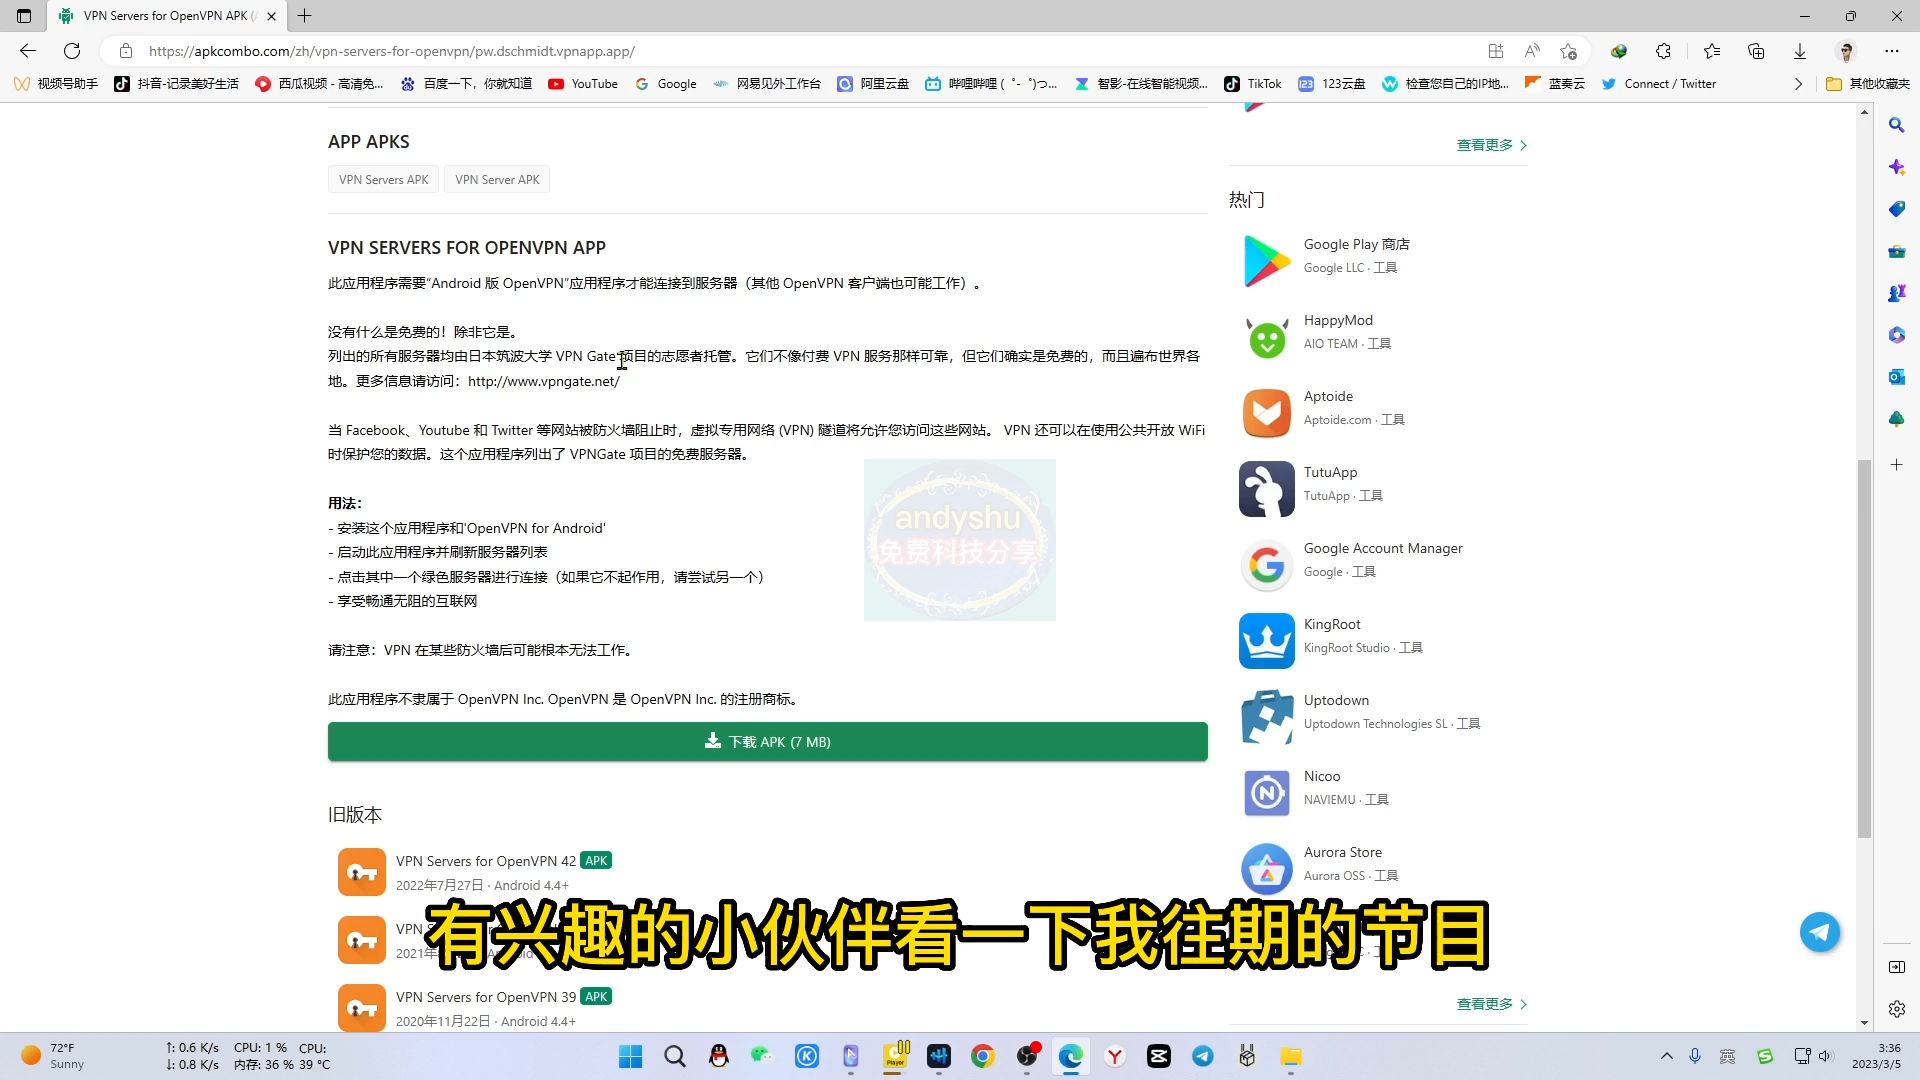 VPN Servers for OpenVPN APK (
https://apkcombo.com/zh/vpn-servers-for-openvpn/pw.dschmidt.vpnapp.app/
视频号助手
抖音-记录美好生活
西瓜视频 - 高清免...
百度一下，你就知道
YouTube
Google
网易见外工作台
阿里云盘
哔哩哔哩 ( ゜- ゜)つ...
智影-在线智能视频...
TikTok
123云盘
检查您自己的IP地...
蓝奏云
Connect / Twitter
其他收藏夹
APP APKS
VPN Servers APK
VPN Server APK
VPN SERVERS FOR OPENVPN APP
此应用程序需要“Android 版 OpenVPN”应用程序才能连接到服务器（其他 OpenVPN 客户端也可能工作）。
没有什么是免费的！除非它是。
列出的所有服务器均由日本筑波大学 VPN Gate 项目的志愿者托管。它们不像付费 VPN 服务那样可靠，但它们确实是免费的，而且遍布世界各
地。更多信息请访问：http://www.vpngate.net/
当 Facebook、Youtube 和 Twitter 等网站被防火墙阻止时，虚拟专用网络 (VPN) 隧道将允许您访问这些网站。 VPN 还可以在使用公共开放 WiFi
时保护您的数据。这个应用程序列出了 VPNGate 项目的免费服务器。
用法：
- 安装这个应用程序和'OpenVPN for Android'
- 启动此应用程序并刷新服务器列表
- 点击其中一个绿色服务器进行连接（如果它不起作用，请尝试另一个）
- 享受畅通无阻的互联网
请注意：VPN 在某些防火墙后可能根本无法工作。
此应用程序不隶属于 OpenVPN Inc. OpenVPN 是 OpenVPN Inc. 的注册商标。
andyshu
免费科技分享
下载 APK (7 MB)
旧版本
VPN Servers for OpenVPN 42 APK
2022年7月27日 · Android 4.4+
VPN Servers for OpenVPN 39 APK
2020年11月22日 · Android 4.4+
查看更多
热门
Google Play 商店
Google LLC · 工具
HappyMod
AIO TEAM · 工具
Aptoide
Aptoide.com · 工具
TutuApp
TutuApp · 工具
Google Account Manager
Google · 工具
KingRoot
KingRoot Studio · 工具
Uptodown
Uptodown Technologies SL · 工具
Nicoo
NAVIEMU · 工具
Aurora Store
Aurora OSS · 工具
查看更多
有兴趣的小伙伴看一下我往期的节目
72°F
Sunny
↑: 0.6 K/s CPU: 1 % CPU:
↓: 0.8 K/s 内存: 36 % 39 °C
英
3:36
2023/3/5